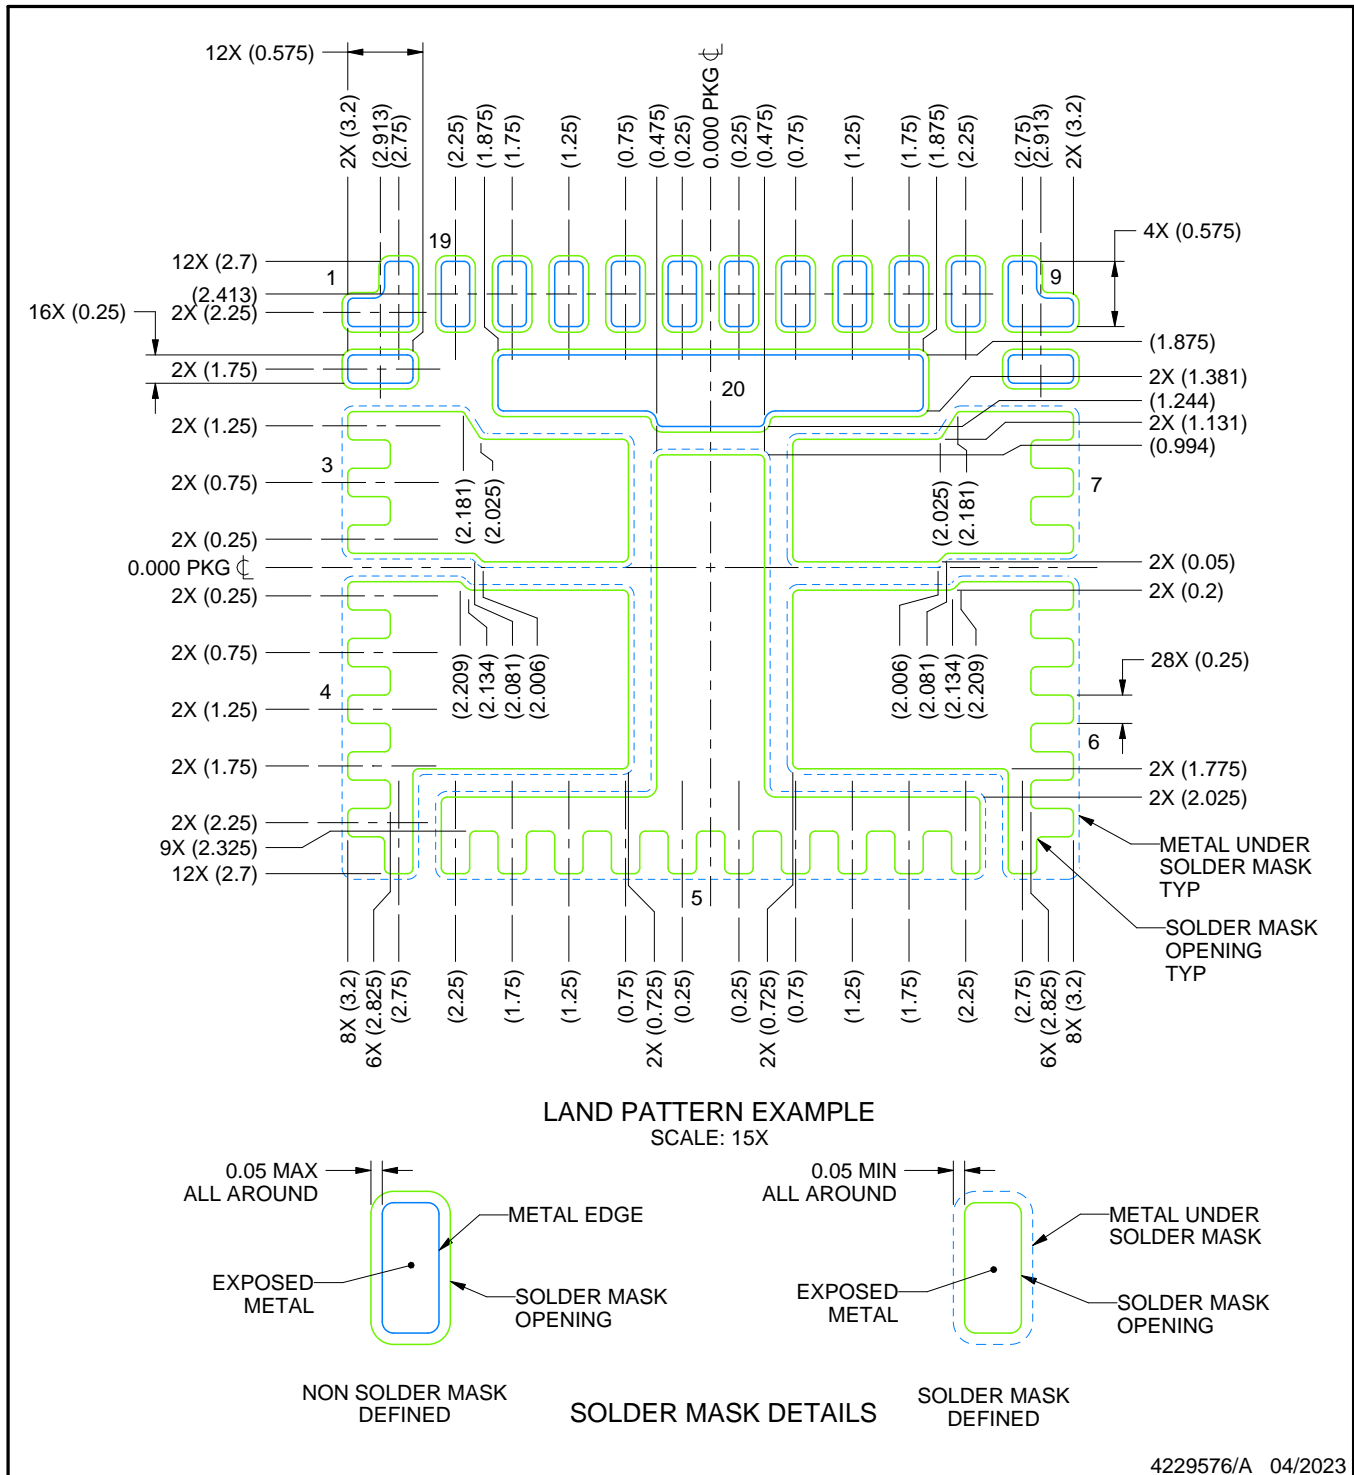 12X (0.575)
2X (3.2)
(2.913)
(2.75)
(2.25)
(1.875)
(1.75)
(1.25)
(0.75)
(0.475)
(0.25)
0.000 PKG ℄
(0.25)
(0.475)
(0.75)
(1.25)
(1.75)
(1.875)
(2.25)
(2.75)
(2.913)
2X (3.2)
19
12X (2.7)
1
(2.413)
16X (0.25)
2X (2.25)
2X (1.75)
2X (1.25)
3
2X (0.75)
2X (0.25)
0.000 PKG ℄
2X (0.25)
2X (0.75)
4
2X (1.25)
2X (1.75)
2X (2.25)
9X (2.325)
12X (2.7)
4X (0.575)
9
(1.875)
20
2X (1.381)
(1.244)
2X (1.131)
(0.994)
7
(2.181)
(2.025)
(2.025)
(2.181)
2X (0.05)
2X (0.2)
(2.209)
(2.134)
(2.081)
(2.006)
(2.006)
(2.081)
(2.134)
(2.209)
28X (0.25)
6
2X (1.775)
2X (2.025)
METAL UNDER
SOLDER MASK
TYP
5
SOLDER MASK
OPENING
TYP
8X (3.2)
6X (2.825)
(2.75)
(2.25)
(1.75)
(1.25)
(0.75)
2X (0.725)
(0.25)
(0.25)
2X (0.725)
(0.75)
(1.25)
(1.75)
(2.25)
(2.75)
6X (2.825)
8X (3.2)
LAND PATTERN EXAMPLE
SCALE: 15X
0.05 MAX
ALL AROUND
METAL EDGE
EXPOSED
METAL
SOLDER MASK
OPENING
NON SOLDER MASK
DEFINED
0.05 MIN
ALL AROUND
METAL UNDER
SOLDER MASK
EXPOSED
METAL
SOLDER MASK
OPENING
SOLDER MASK
DEFINED
SOLDER MASK DETAILS
4229576/A 04/2023